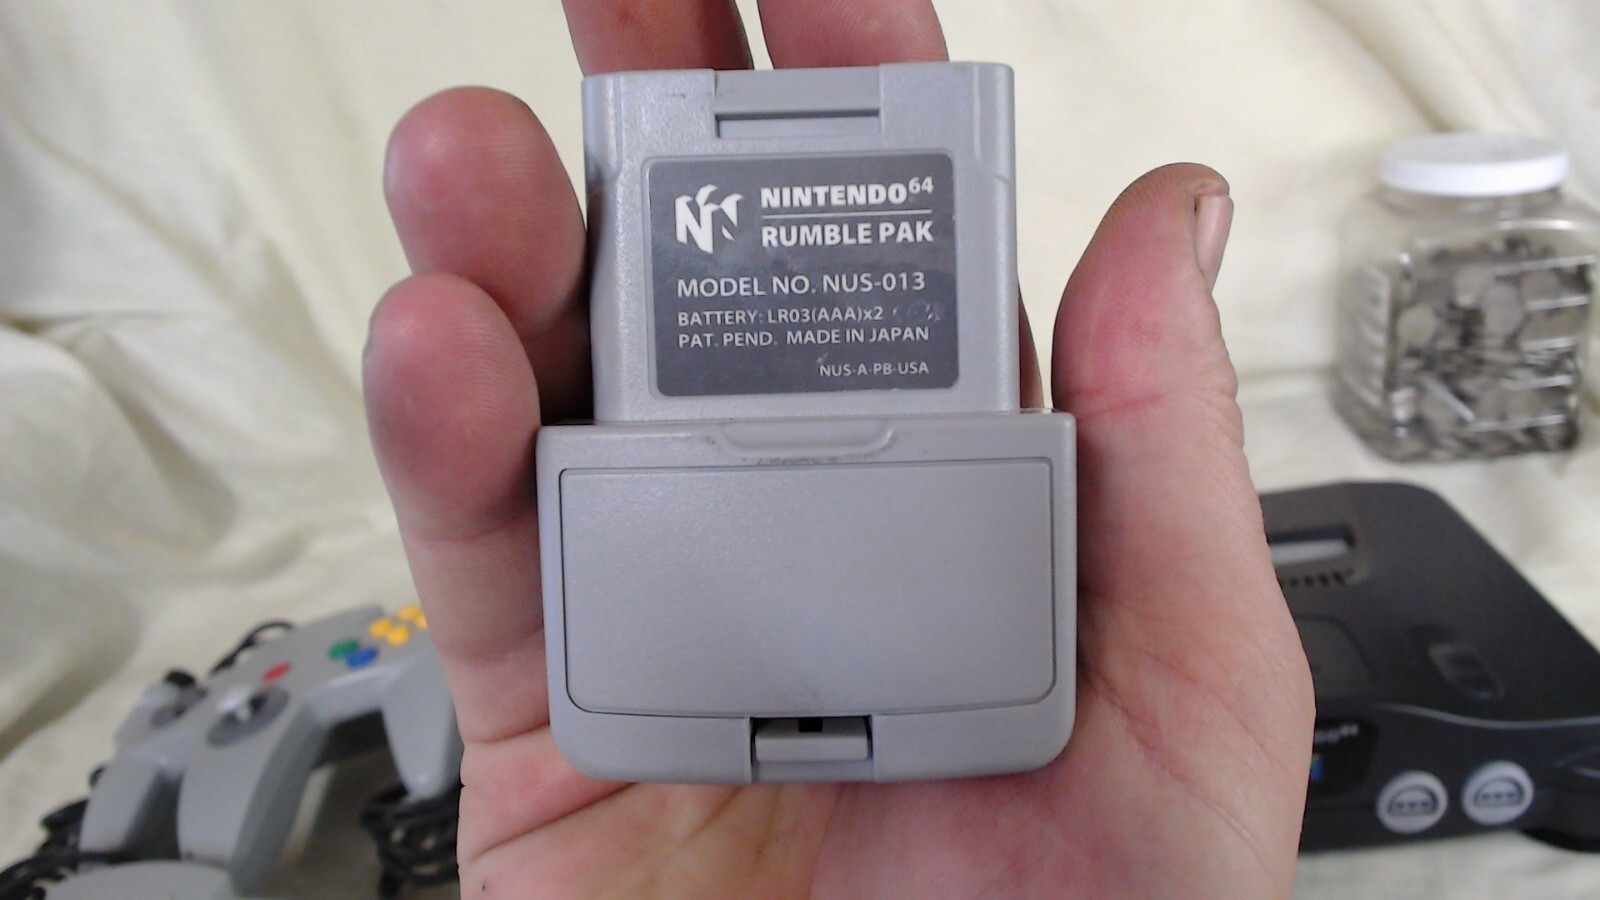 NINTENDO64
RUMBLE PAK
MODEL NO. NUS-013
BATTERY: LR03(AAA)x2
PAT. PEND. MADE IN JAPAN
NUS-A-PB-USA